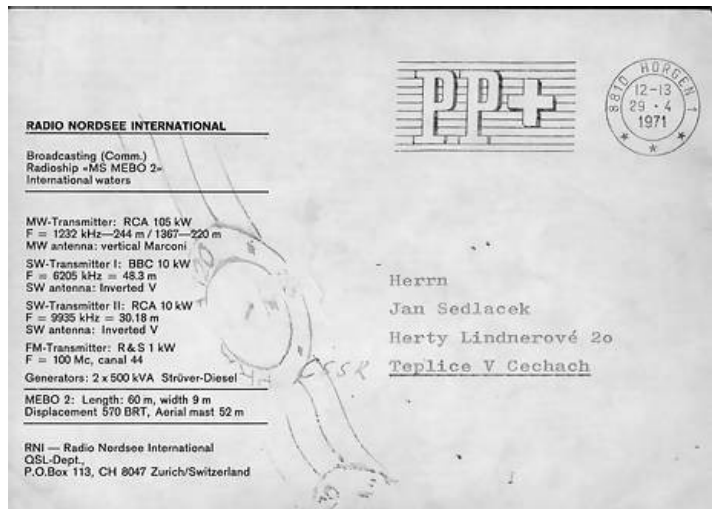 RADIO NORDSEE INTERNATIONAL
Broadcasting (Comm.)
Radioship «MS MEBO 2»
International waters
MW-Transmitter: RCA 105 kW
F = 1232 kHz—244 m / 1367—220 m
MW antenna: vertical Marconi
SW-Transmitter I: BBC 10 kW
F = 6205 kHz = 48.3 m
SW antenna: Inverted V
SW-Transmitter II: RCA 10 kW
F = 9935 kHz = 30.18 m
SW antenna: Inverted V
FM-Transmitter: R & S 1 kW
F = 100 Mc, canal 44
Generators: 2 x 500 kVA Strüver-Diesel
MEBO 2: Length: 60 m, width 9 m
Displacement 570 BRT, Aerial mast 52 m
RNI — Radio Nordsee International
QSL-Dept.,
P.O.Box 113, CH 8047 Zurich/Switzerland
PP+
8810 HORGEN 1
12-13
29.4
1971
Herrn
Jan Sedlacek
Herty Lindnerové 2o
Teplice V Cechach
CSSR